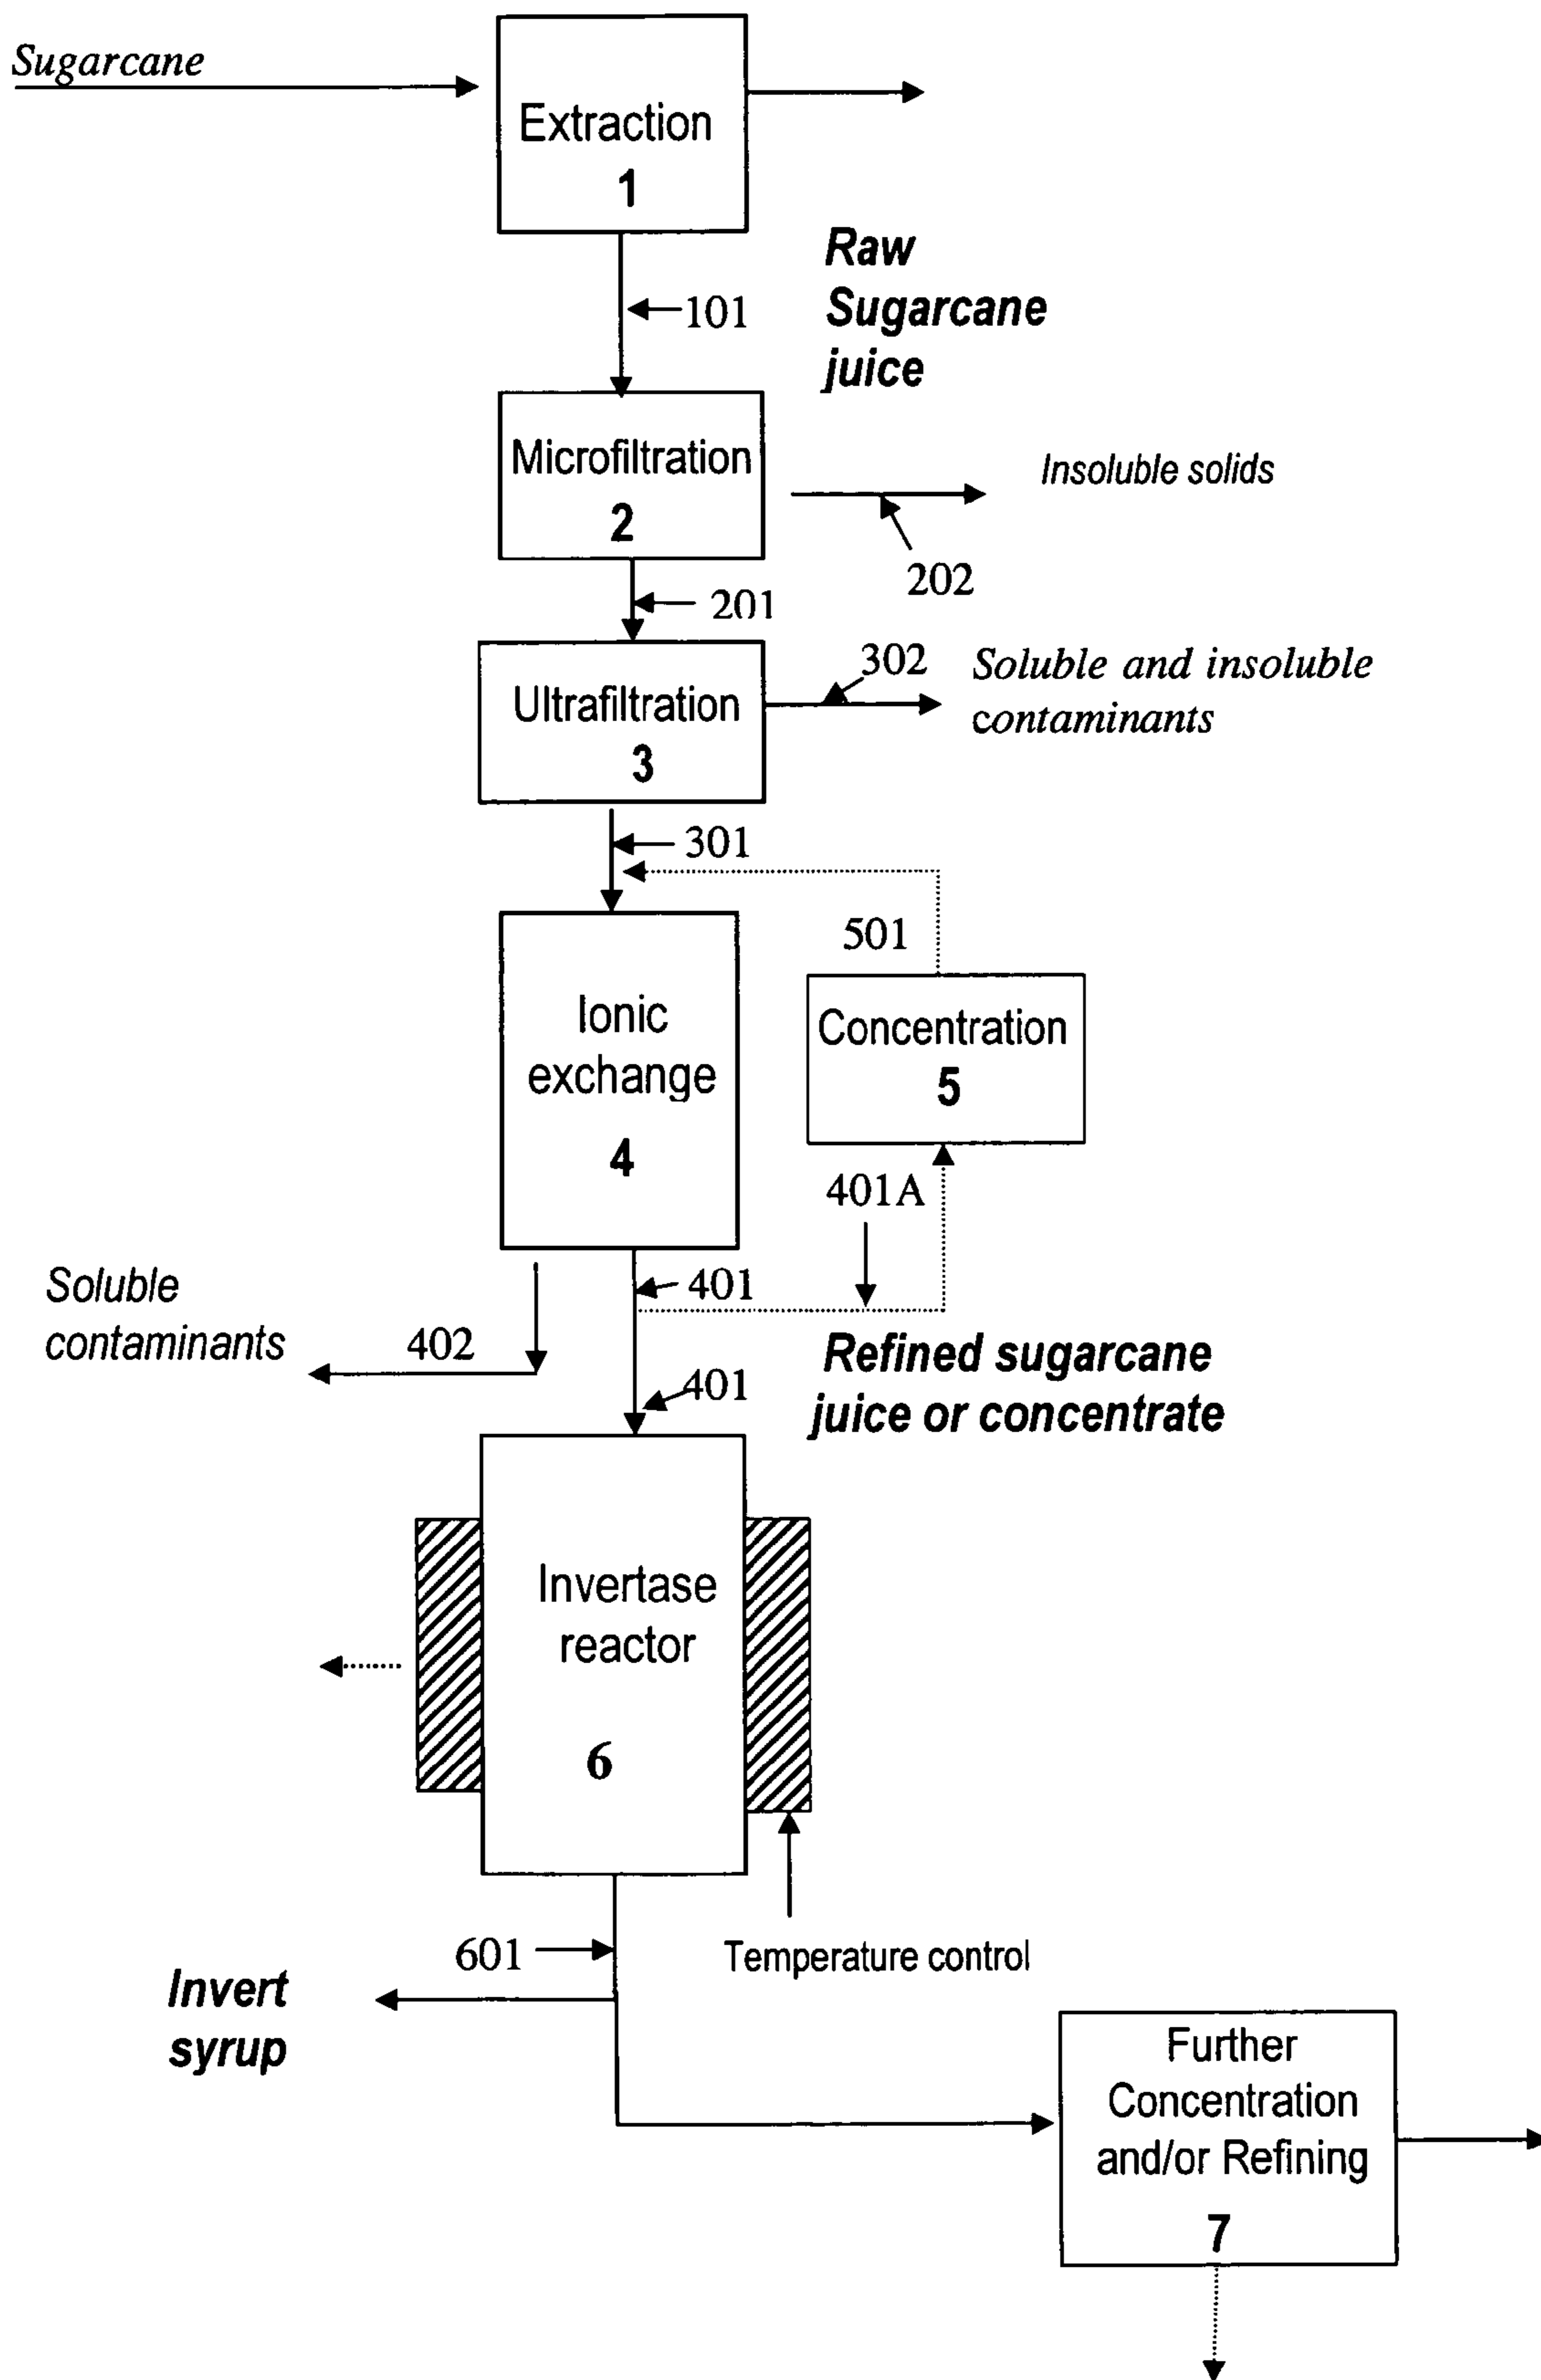 Sugarcane
Extraction
1
Raw
Sugarcane
juice
101
Microfiltration
2
Insoluble solids
202
201
Ultrafiltration
3
302
Soluble and insoluble
contaminants
301
501
Ionic
exchange
4
Concentration
5
401A
401
Soluble
contaminants
402
Refined sugarcane
juice or concentrate
401
Invertase
reactor
6
601
Temperature control
Invert
syrup
Further
Concentration
and/or Refining
7